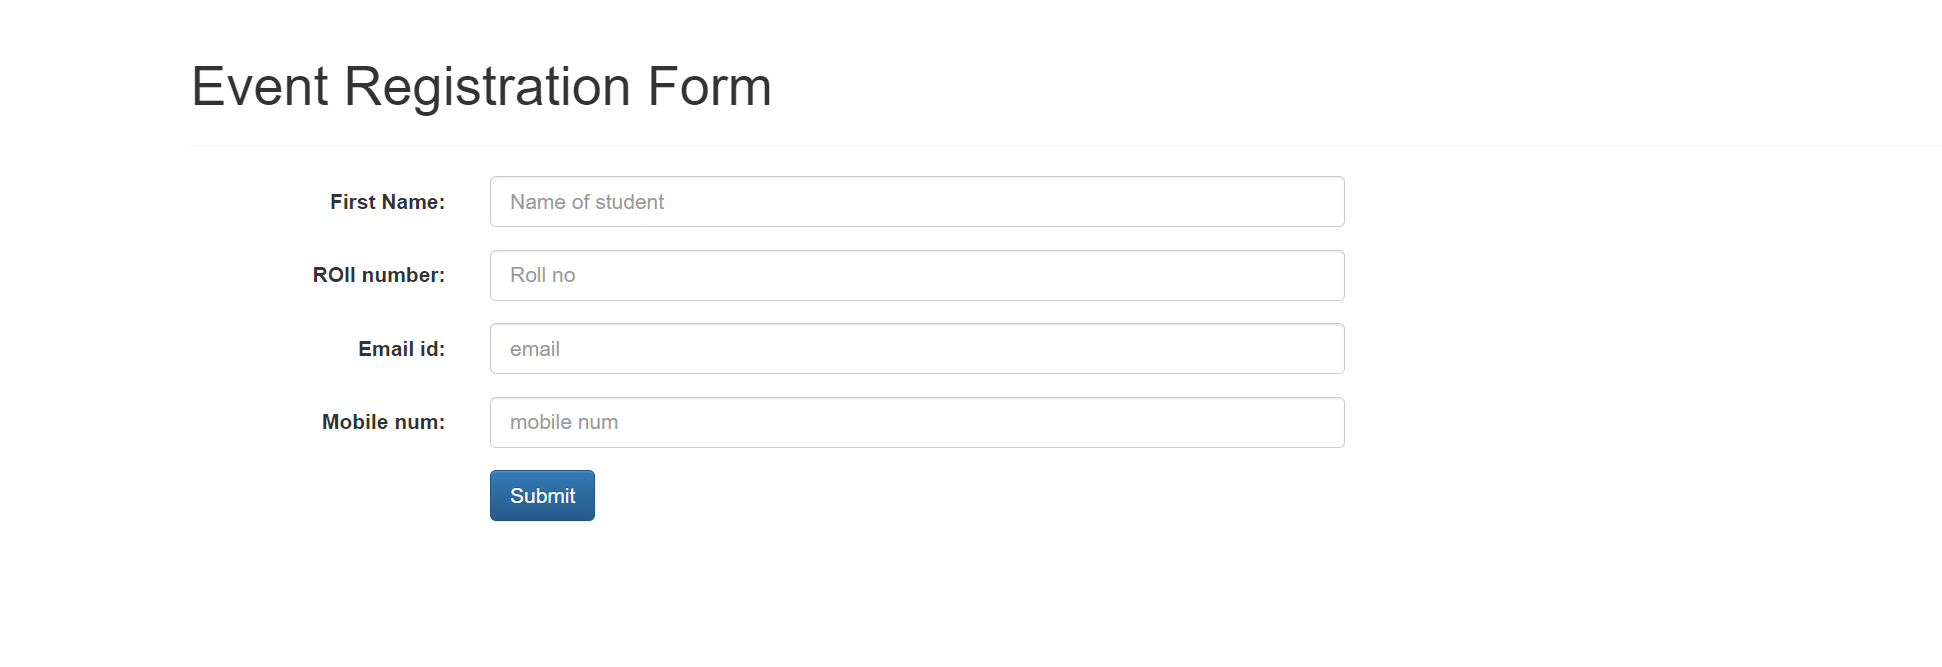 Event Registration Form
First Name: Name of student
ROll number: Roll no
Email id: email
Mobile num: mobile num
Submit